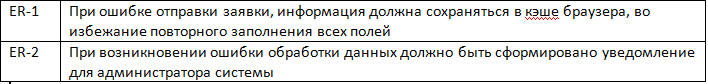 ER-1 При ошибке отправки заявки, информация должна сохраняться в кэше браузера, во
избежание повторного заполнения всех полей
ER-2 При возникновении ошибки обработки данных должно быть сформировано уведомление
для администратора системы